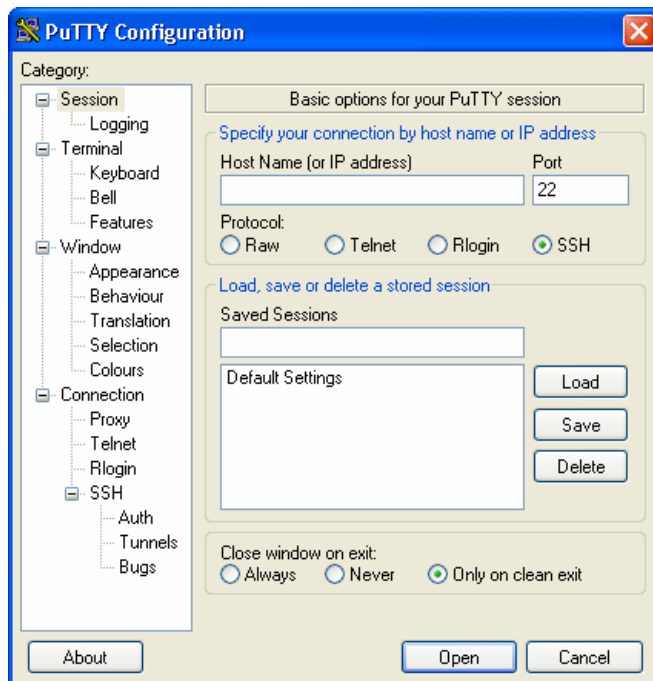 PuTTY Configuration
Category:
Session
Logging
Terminal
Keyboard
Bell
Features
Window
Appearance
Behaviour
Translation
Selection
Colours
Connection
Proxy
Telnet
Rlogin
SSH
Auth
Tunnels
Bugs
Basic options for your PuTTY session
Specify your connection by host name or IP address
Host Name (or IP address) Port
22
Protocol:
Raw Telnet Rlogin SSH
Load, save or delete a stored session
Saved Sessions
Default Settings
Load
Save
Delete
Close window on exit:
Always Never Only on clean exit
About Open Cancel